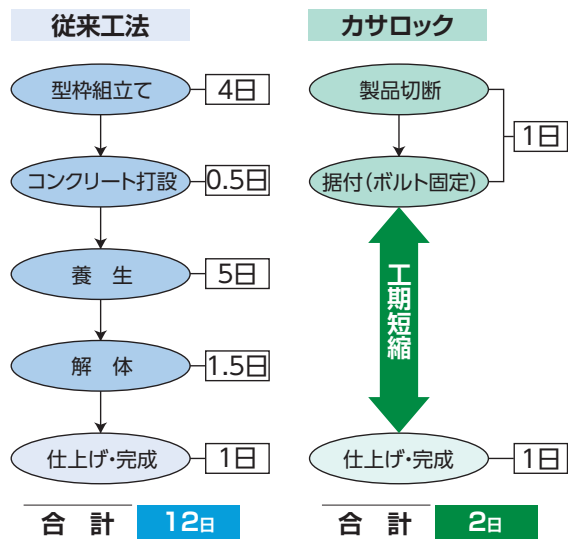 従来工法
型枠組立て 4日
コンクリート打設 0.5日
養 生 5日
解 体 1.5日
仕上げ・完成 1日
合 計 12日
カサロック
製品切断
1日
据付(ボルト固定)
工期短縮
仕上げ・完成 1日
合 計 2日